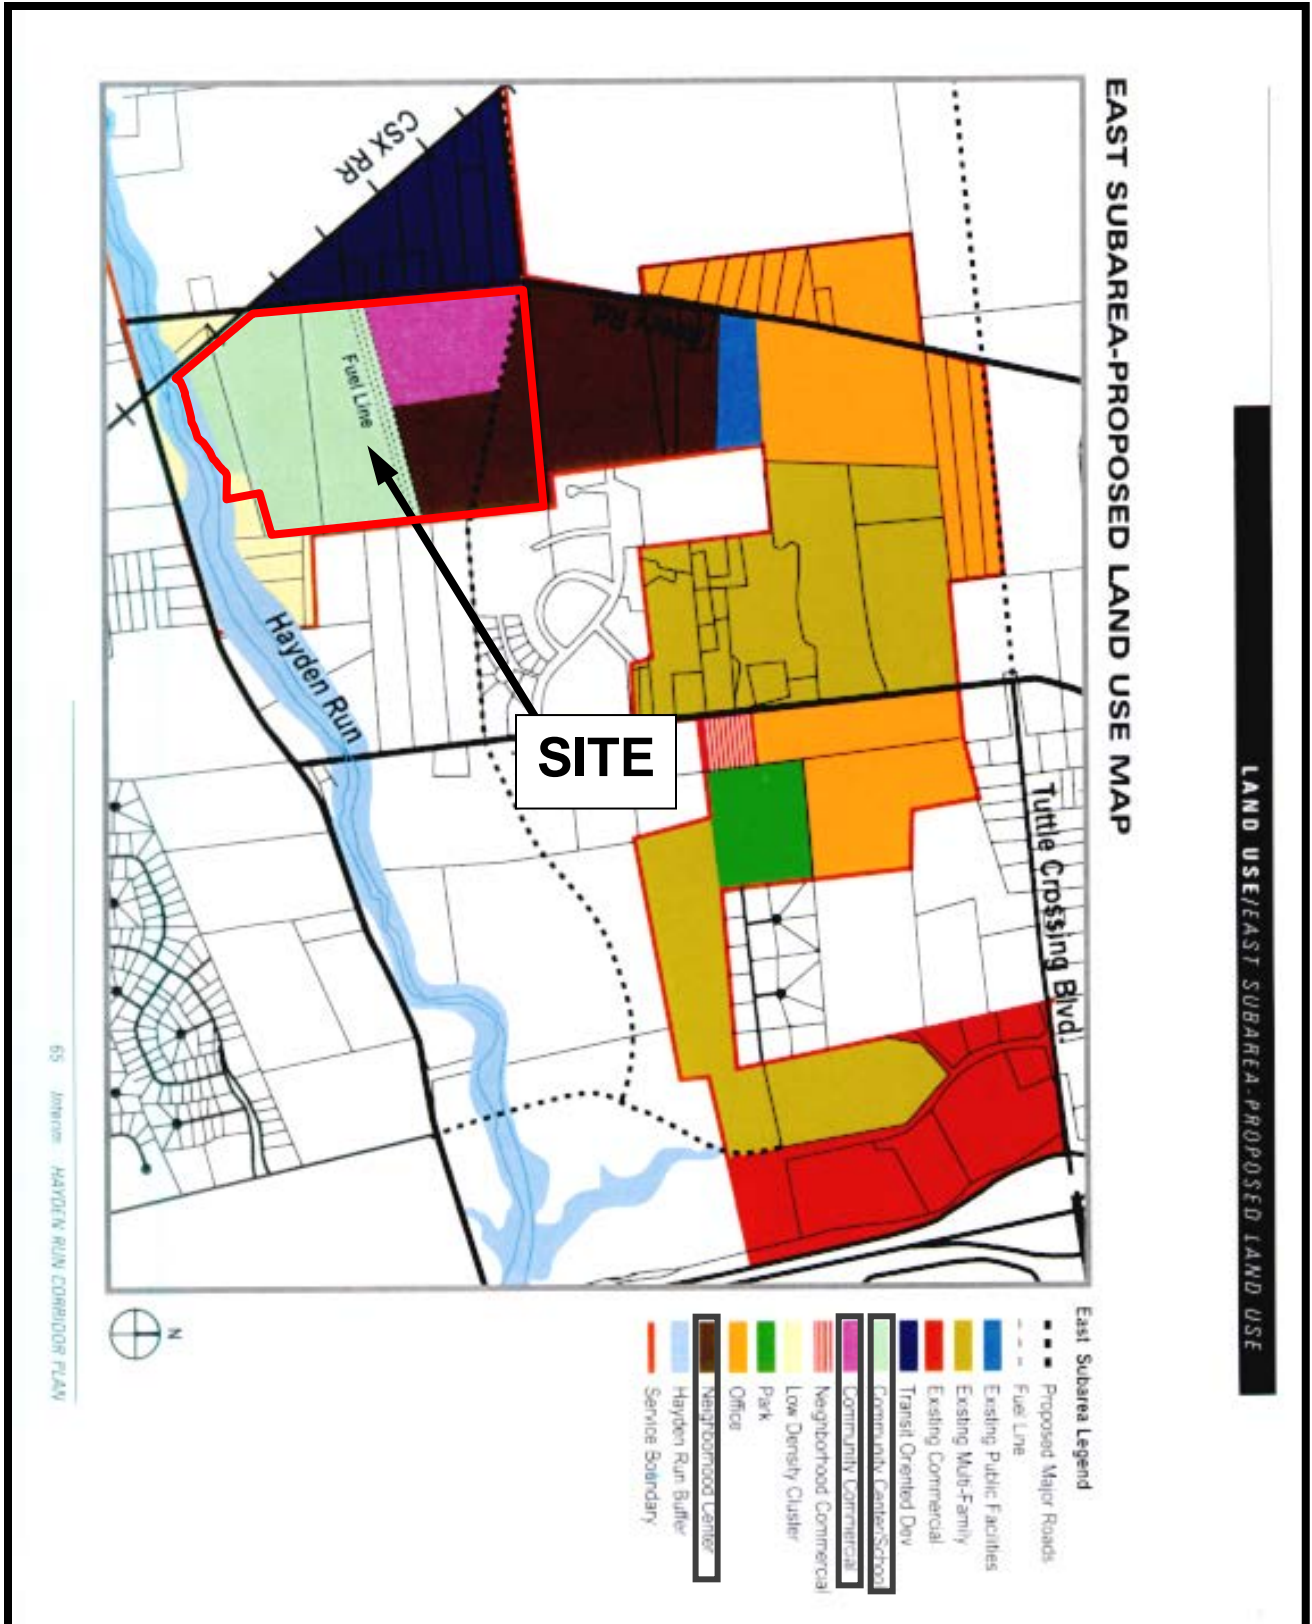 LAND USE/EAST SUBAREA-PROPOSED LAND USE
EAST SUBAREA-PROPOSED LAND USE MAP
CSX RR
Fuel Line
Rd
Tuttle Crossing Blvd.
Hayden Run
SITE
East Subarea Legend
Proposed Major Roads
Fuel Line
Existing Public Facilities
Existing Multi-Family
Existing Commercial
Transit Oriented Dev
Community Center/School
Community Commercial
Neighborhood Commercial
Low Density Cluster
Park
Office
Neighborhood Center
Hayden Run Buffer
Service Boundary
N
65 Interim HAYDEN RUN CORRIDOR PLAN